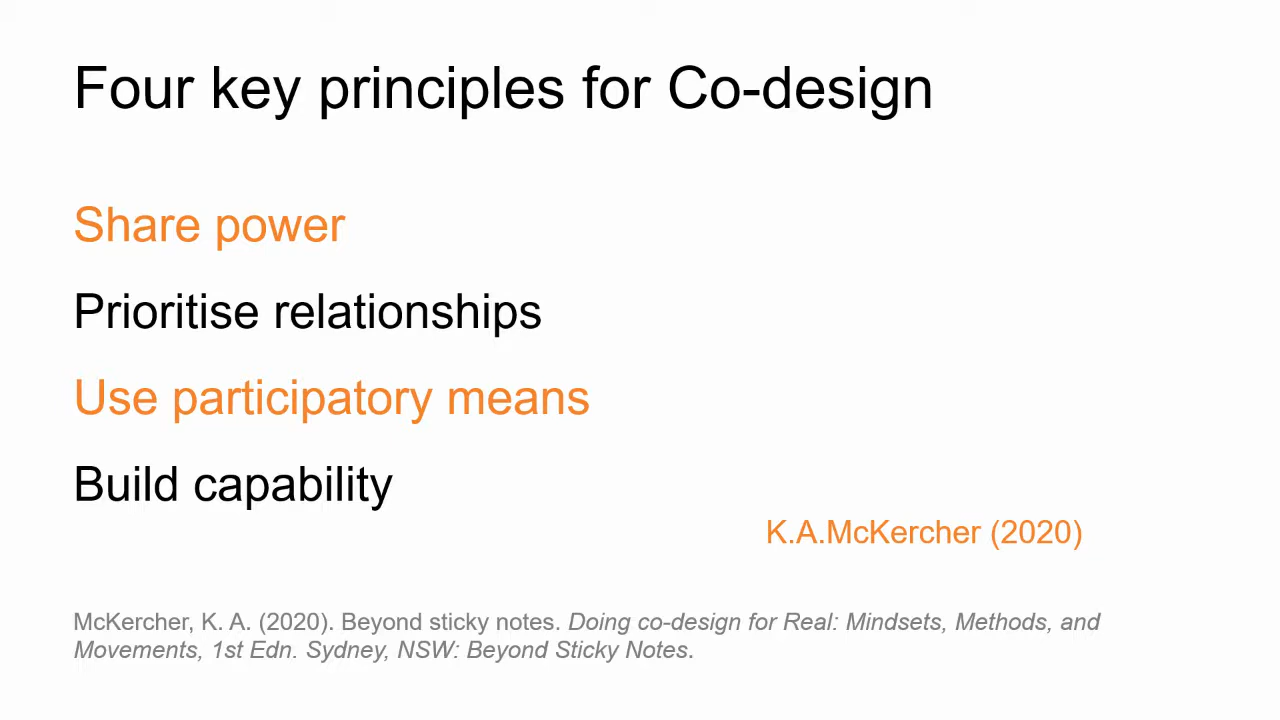 Four key principles for Co-design
Share power
Prioritise relationships
Use participatory means
Build capability
K.A.McKercher (2020)
McKercher, K. A. (2020). Beyond sticky notes. Doing co-design for Real: Mindsets, Methods, and
Movements, 1st Edn. Sydney, NSW: Beyond Sticky Notes.